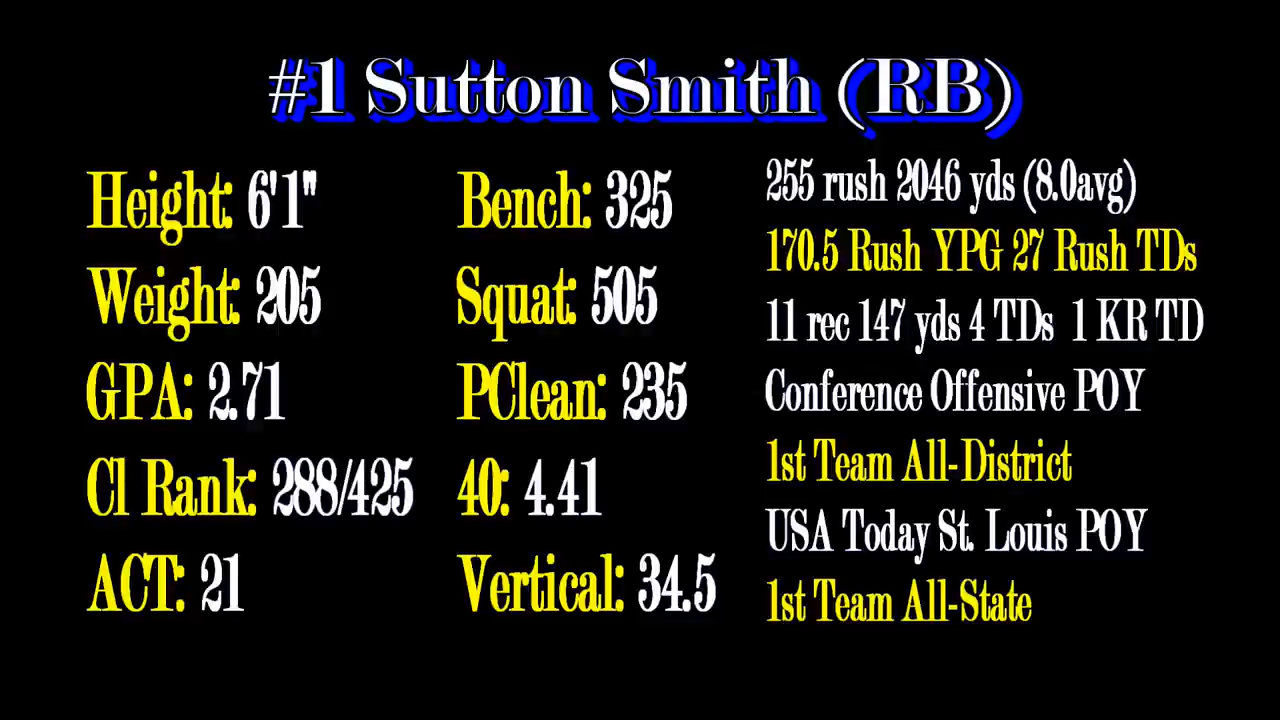 #1 Sutton Smith (RB)
Height: 6'1"
Weight: 205
GPA: 2.71
Cl Rank: 288/425
ACT: 21
Bench: 325
Squat: 505
PClean: 235
40: 4.41
Vertical: 34.5
255 rush 2046 yds (8.0avg)
170.5 Rush YPG 27 Rush TDs
11 rec 147 yds 4 TDs 1 KR TD
Conference Offensive POY
1st Team All-District
USA Today St. Louis POY
1st Team All-State